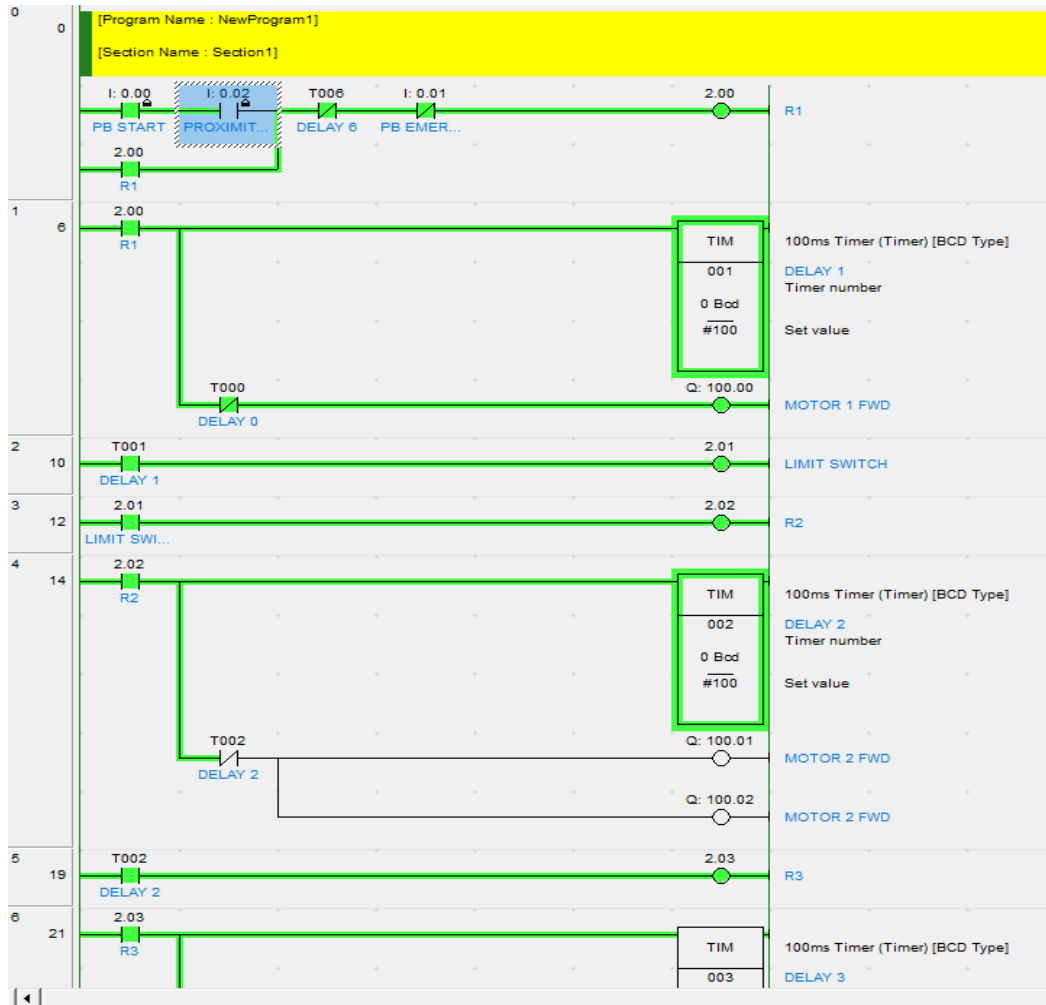 0
0
[Program Name : NewProgram1]
[Section Name : Section1]
I: 0.00 I: 0.02 T006 I: 0.01 2.00
R1
PB START PROXIMIT... DELAY 6 PB EMER...
2.00
R1
1 2.00
6
R1
TIM 100ms Timer (Timer) [BCD Type]
001 DELAY 1
Timer number
0 Bcd
#100 Set value
T000 Q: 100.00
MOTOR 1 FWD
DELAY 0
2 T001 2.01
10 LIMIT SWITCH
DELAY 1
3 2.01 2.02
12 R2
LIMIT SWI...
4 2.02
14
R2
TIM 100ms Timer (Timer) [BCD Type]
002 DELAY 2
Timer number
0 Bcd
#100 Set value
T002 Q: 100.01
MOTOR 2 FWD
DELAY 2
Q: 100.02
MOTOR 2 FWD
5 T002 2.03
19 R3
DELAY 2
6 2.03
21
R3
TIM 100ms Timer (Timer) [BCD Type]
003 DELAY 3